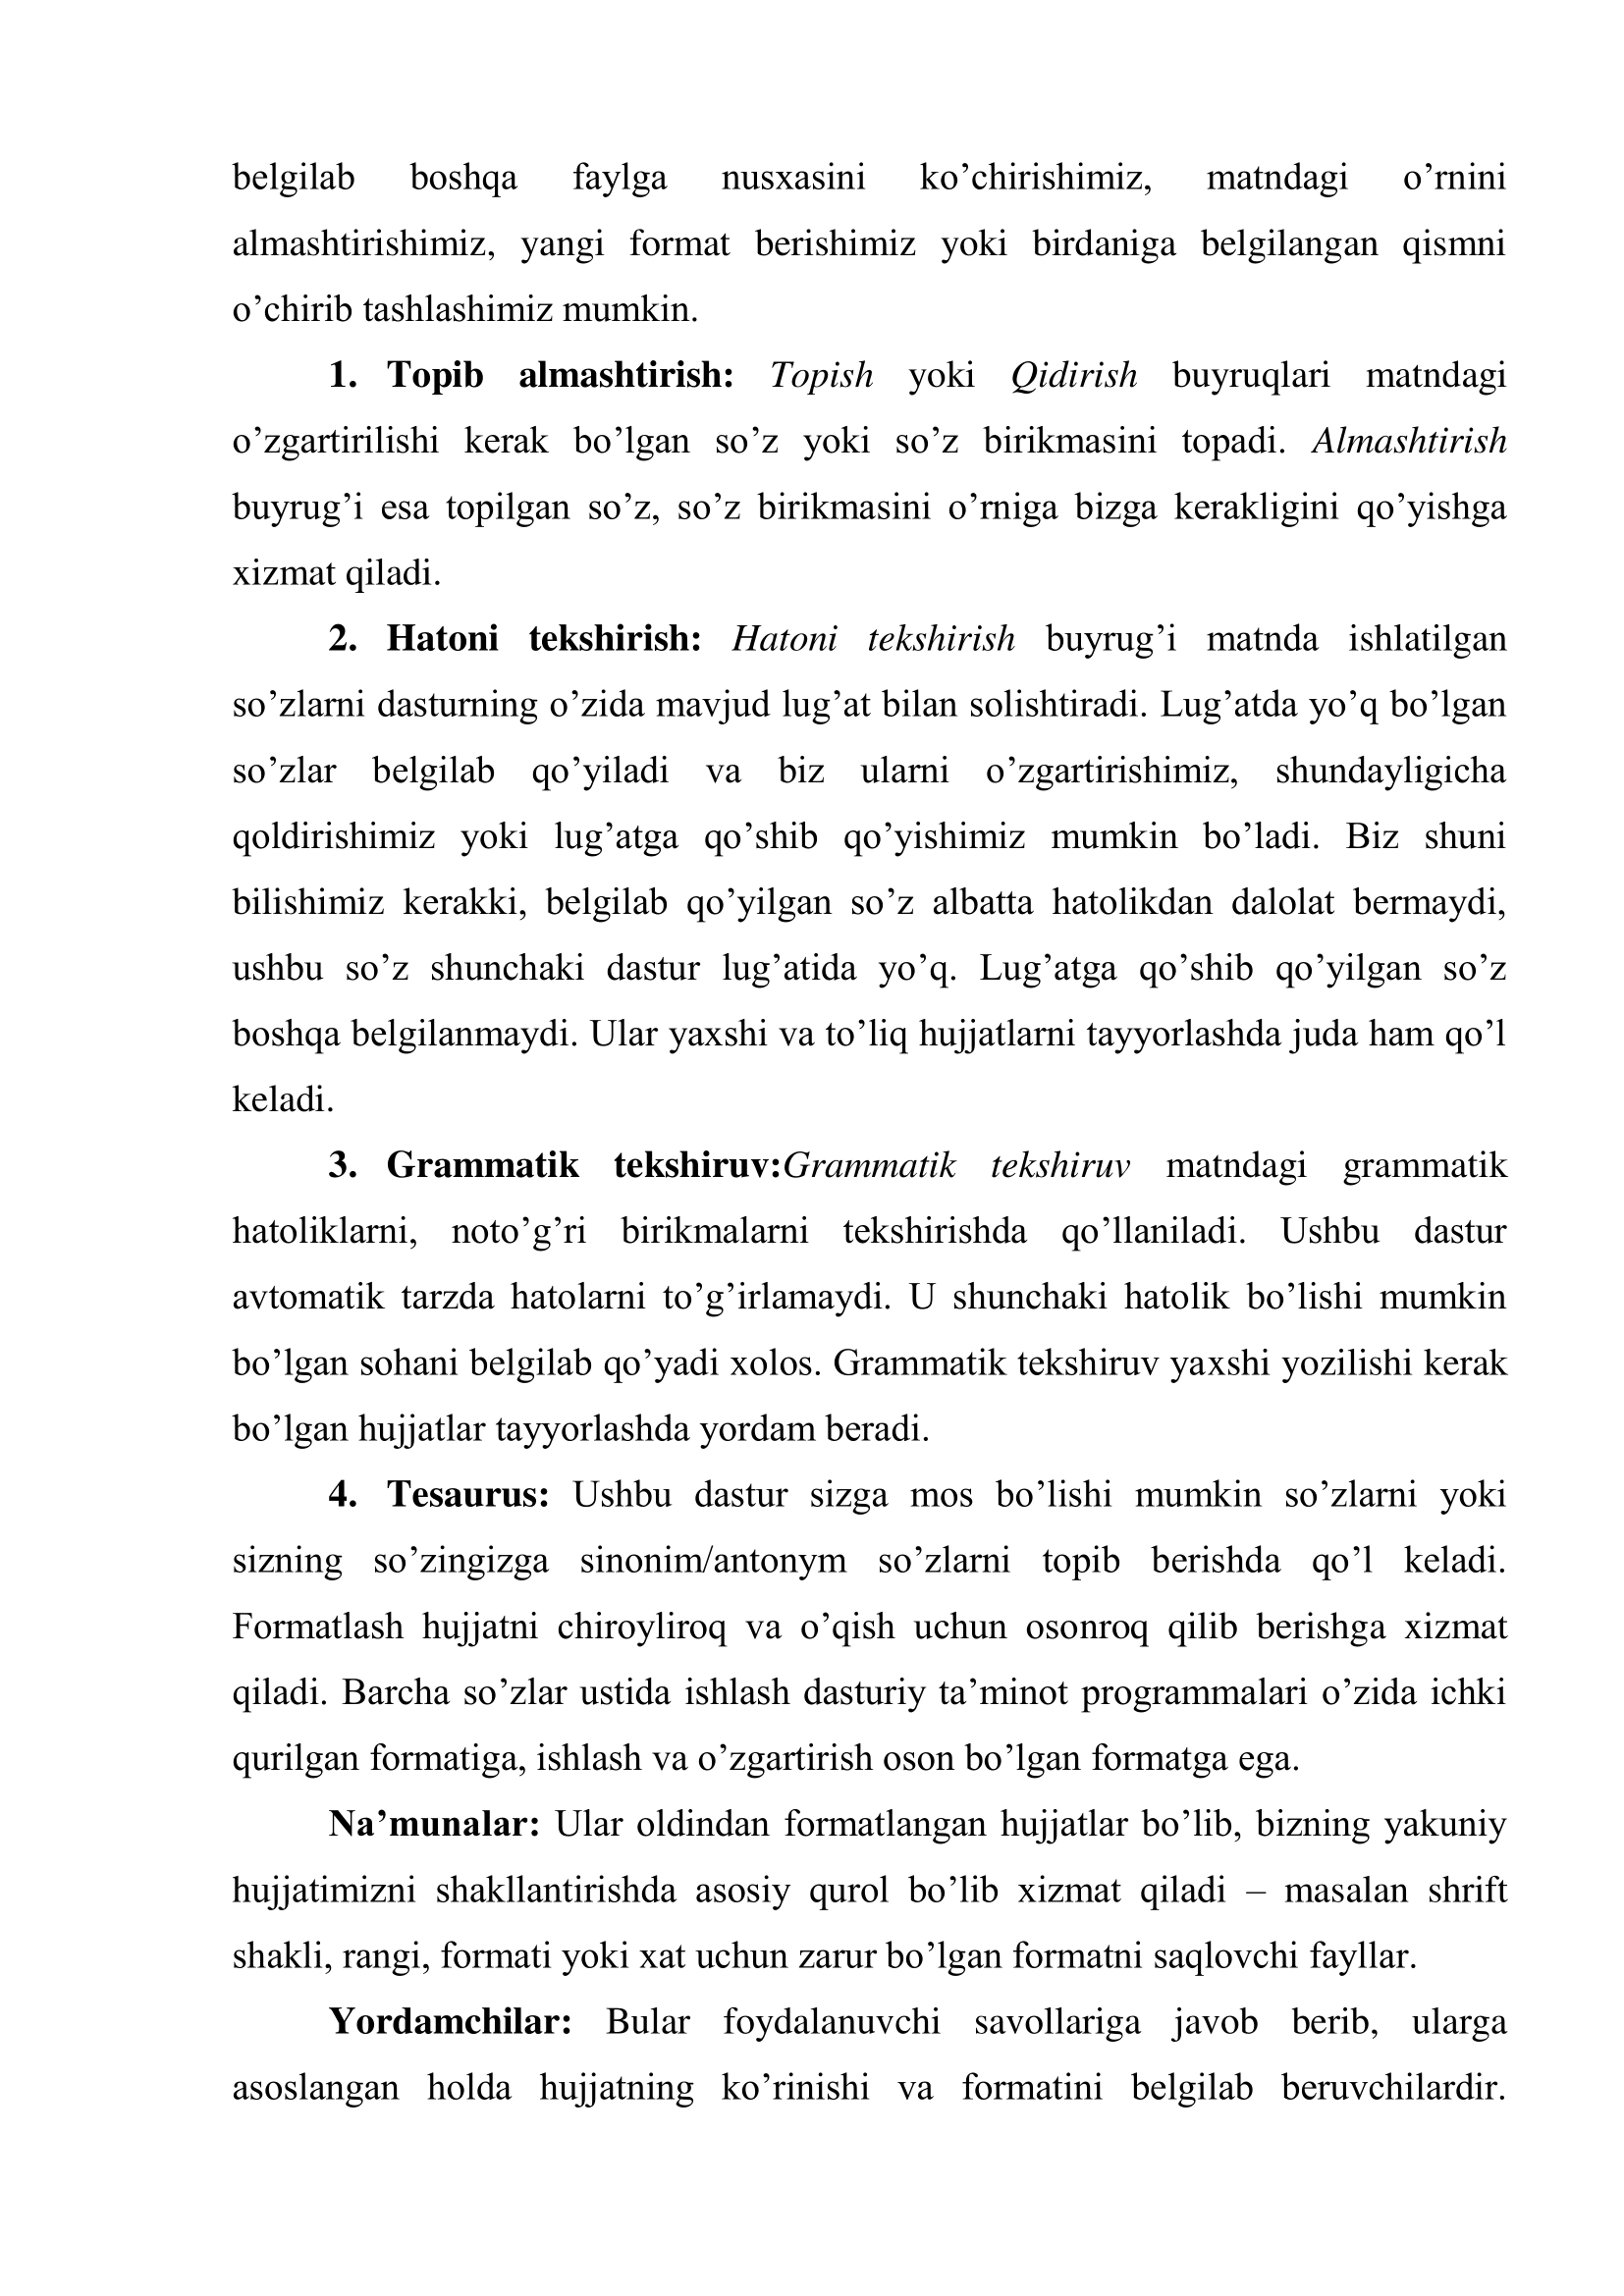 belgilab boshqa faylga nusxasini ko’chirishimiz, matndagi o’rnini
almashtirishimiz, yangi format berishimiz yoki birdaniga belgilangan qismni
o’chirib tashlashimiz mumkin.
1. Topib almashtirish: Topish yoki Qidirish buyruqlari matndagi
o’zgartirilishi kerak bo’lgan so’z yoki so’z birikmasini topadi. Almashtirish
buyrug’i esa topilgan so’z, so’z birikmasini o’rniga bizga kerakligini qo’yishga
xizmat qiladi.
2. Hatoni tekshirish: Hatoni tekshirish buyrug’i matnda ishlatilgan
so’zlarni dasturning o’zida mavjud lug’at bilan solishtiradi. Lug’atda yo’q bo’lgan
so’zlar belgilab qo’yiladi va biz ularni o’zgartirishimiz, shundayligicha
qoldirishimiz yoki lug’atga qo’shib qo’yishimiz mumkin bo’ladi. Biz shuni
bilishimiz kerakki, belgilab qo’yilgan so’z albatta hatolikdan dalolat bermaydi,
ushbu so’z shunchaki dastur lug’atida yo’q. Lug’atga qo’shib qo’yilgan so’z
boshqa belgilanmaydi. Ular yaxshi va to’liq hujjatlarni tayyorlashda juda ham qo’l
keladi.
3. Grammatik tekshiruv:Grammatik tekshiruv matndagi grammatik
hatoliklarni, noto’g’ri birikmalarni tekshirishda qo’llaniladi. Ushbu dastur
avtomatik tarzda hatolarni to’g’irlamaydi. U shunchaki hatolik bo’lishi mumkin
bo’lgan sohani belgilab qo’yadi xolos. Grammatik tekshiruv yaxshi yozilishi kerak
bo’lgan hujjatlar tayyorlashda yordam beradi.
4. Tesaurus: Ushbu dastur sizga mos bo’lishi mumkin so’zlarni yoki
sizning so’zingizga sinonim/antonym so’zlarni topib berishda qo’l keladi.
Formatlash hujjatni chiroyliroq va o’qish uchun osonroq qilib berishga xizmat
qiladi. Barcha so’zlar ustida ishlash dasturiy ta’minot programmalari o’zida ichki
qurilgan formatiga, ishlash va o’zgartirish oson bo’lgan formatga ega.
Na’munalar: Ular oldindan formatlangan hujjatlar bo’lib, bizning yakuniy
hujjatimizni shakllantirishda asosiy qurol bo’lib xizmat qiladi – masalan shrift
shakli, rangi, formati yoki xat uchun zarur bo’lgan formatni saqlovchi fayllar.
Yordamchilar: Bular foydalanuvchi savollariga javob berib, ularga
asoslangan holda hujjatning ko’rinishi va formatini belgilab beruvchilardir.